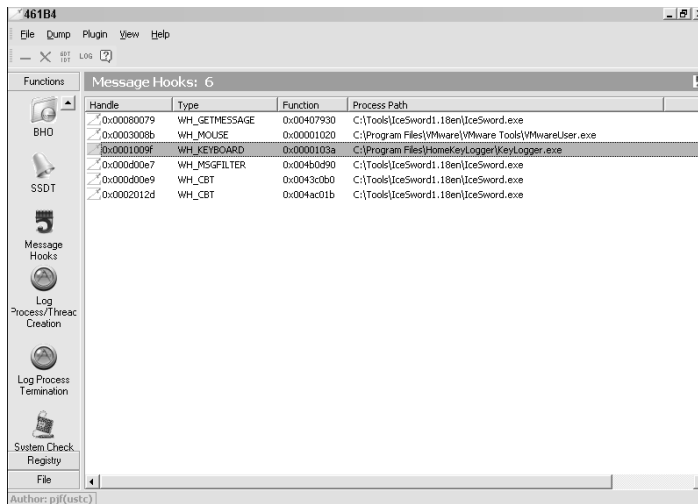 461B4
File Dump Plugin View Help
GDT IDT LOG
Functions
Message Hooks: 6
Handle Type Function Process Path
0x00080079 WH_GETMESSAGE 0x00407930 C:\Tools\IceSword1.18en\IceSword.exe
0x0003008b WH_MOUSE 0x00001020 C:\Program Files\VMware\VMware Tools\VMwareUser.exe
0x0001009f WH_KEYBOARD 0x0000103a C:\Program Files\HomeKeyLogger\KeyLogger.exe
0x000d00e7 WH_MSGFILTER 0x004b0d90 C:\Tools\IceSword1.18en\IceSword.exe
0x000d00e9 WH_CBT 0x0043c0b0 C:\Tools\IceSword1.18en\IceSword.exe
0x0002012d WH_CBT 0x004ac01b C:\Tools\IceSword1.18en\IceSword.exe
BHO
SSDT
Message
Hooks
Log
Process/Threac
Creation
Log Process
Termination
System Check
Registry
File
Author: pjf(ustc)